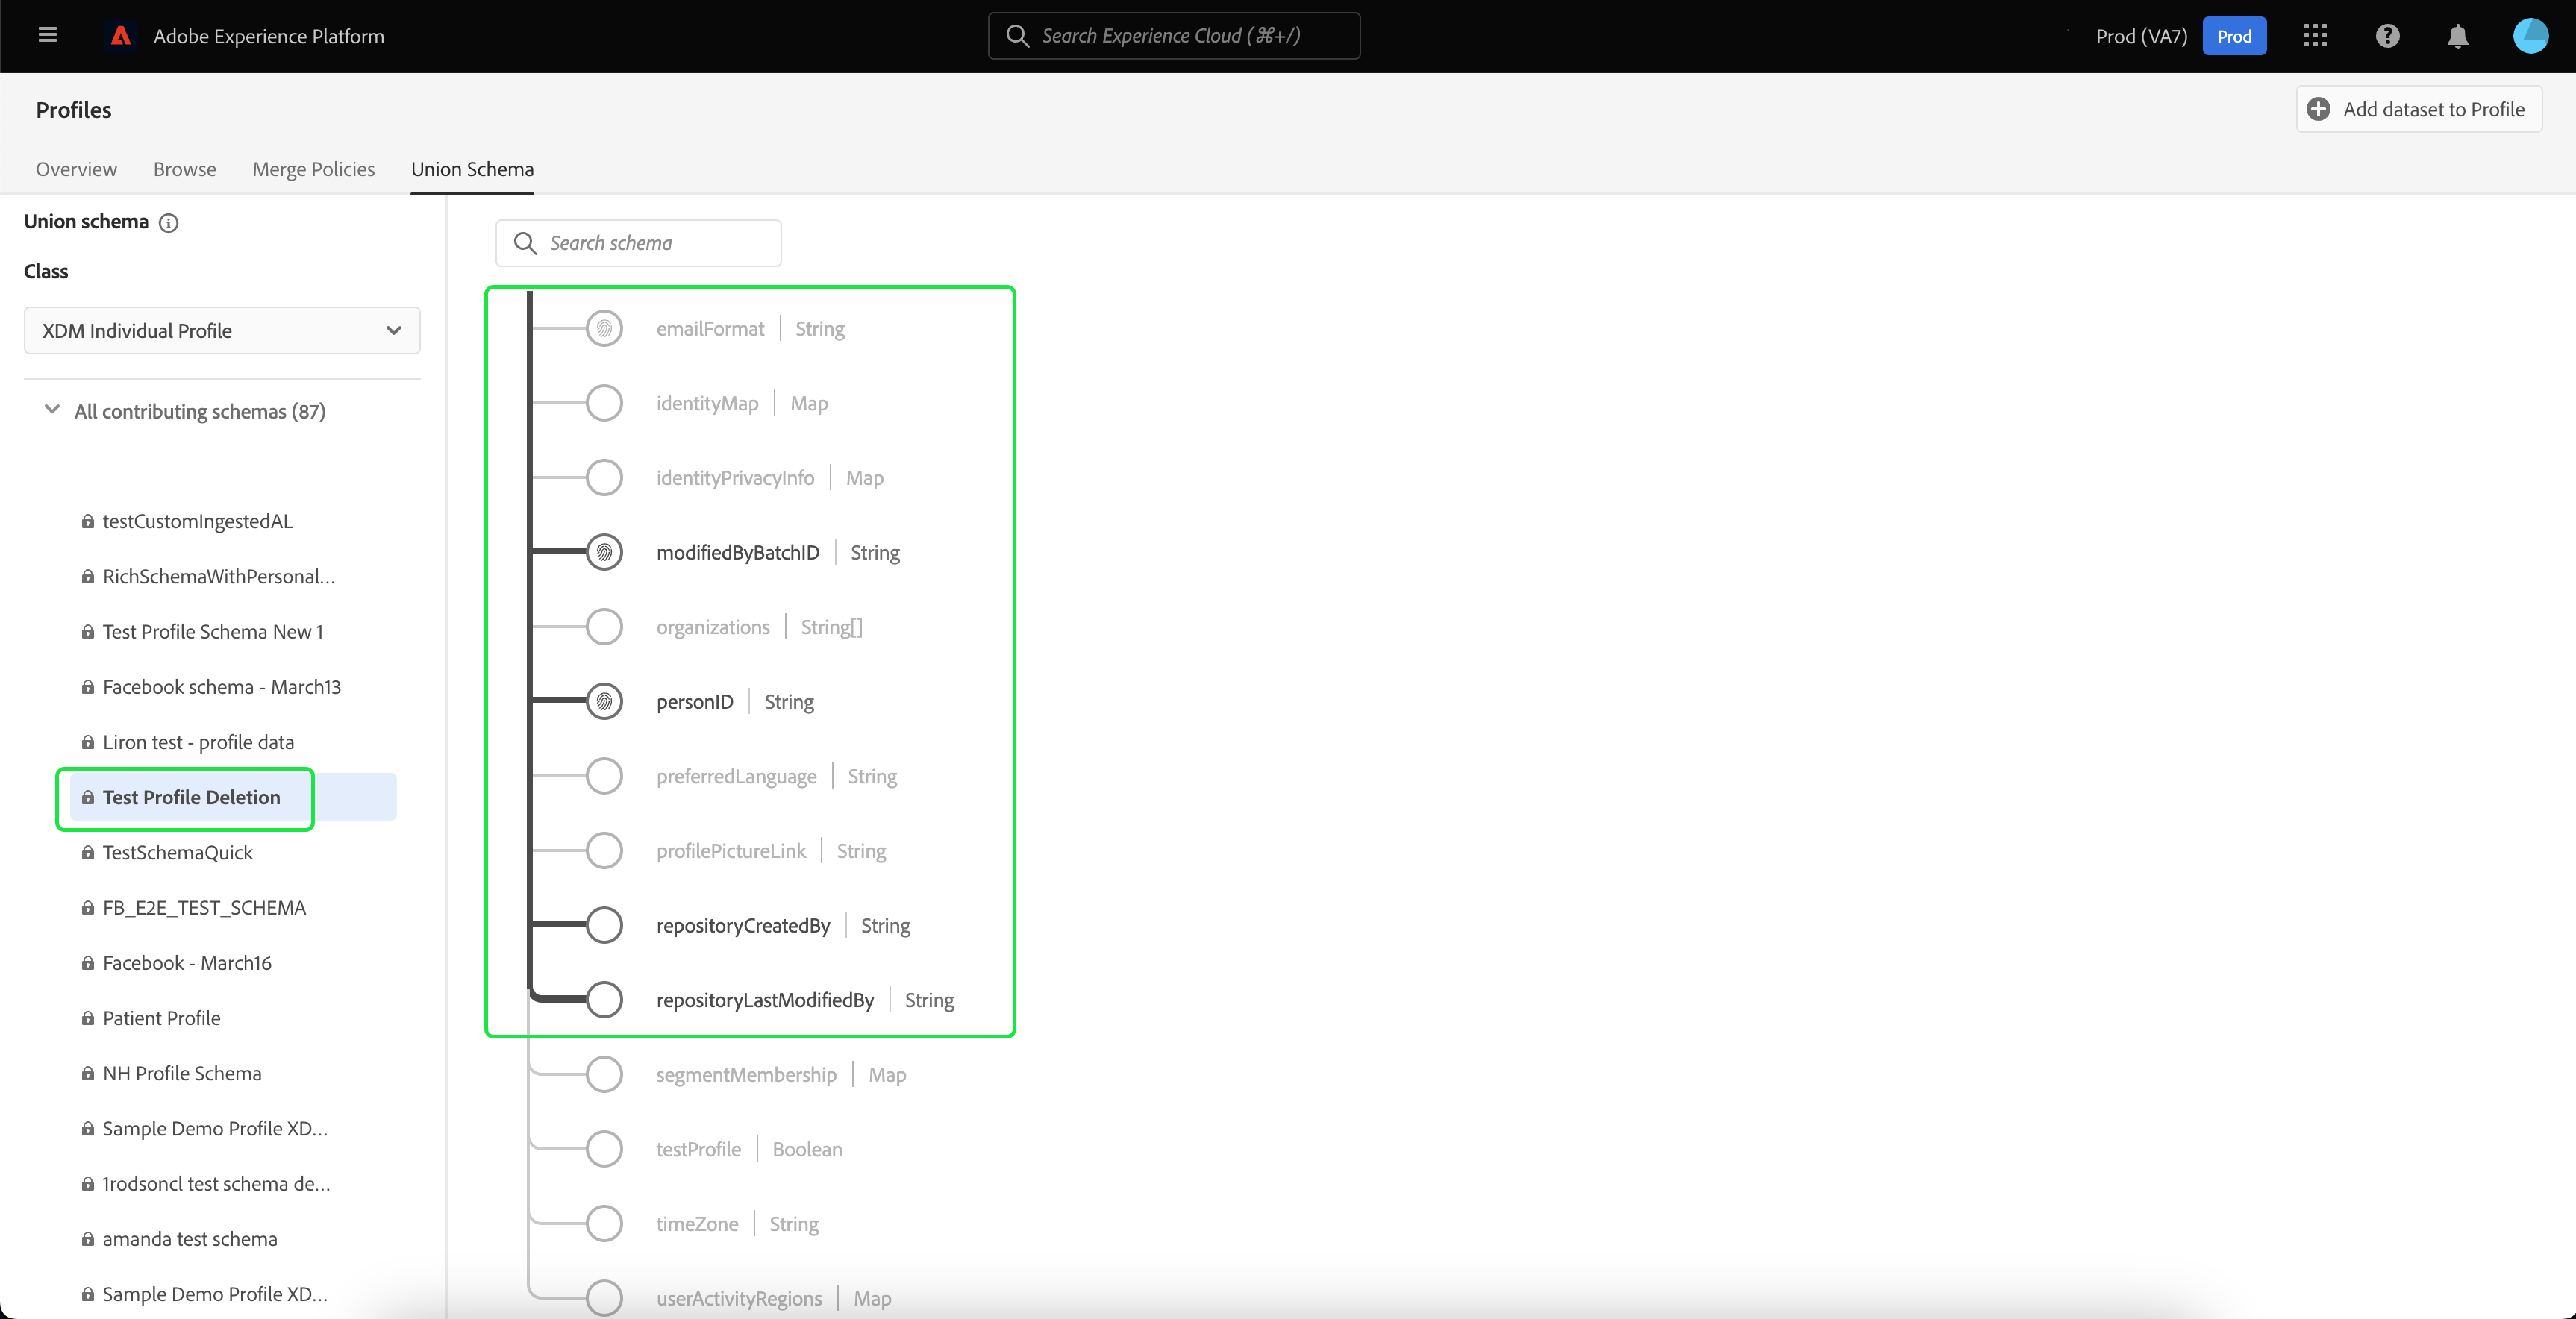 Adobe Experience Platform
Search Experience Cloud (⌘+/)
Prod (VA7)
Prod
Profiles
Add dataset to Profile
Overview
Browse
Merge Policies
Union Schema
Union schema
Class
XDM Individual Profile
All contributing schemas (87)
testCustomIngestedAL
RichSchemaWithPersonal...
Test Profile Schema New 1
Facebook schema - March13
Liron test - profile data
Test Profile Deletion
TestSchemaQuick
FB_E2E_TEST_SCHEMA
Facebook - March16
Patient Profile
NH Profile Schema
Sample Demo Profile XD...
1rodsoncl test schema de...
amanda test schema
Sample Demo Profile XD...
Search schema
emailFormat | String
identityMap | Map
identityPrivacyInfo | Map
modifiedByBatchID | String
organizations | String[]
personID | String
preferredLanguage | String
profilePictureLink | String
repositoryCreatedBy | String
repositoryLastModifiedBy | String
segmentMembership | Map
testProfile | Boolean
timeZone | String
userActivityRegions | Map